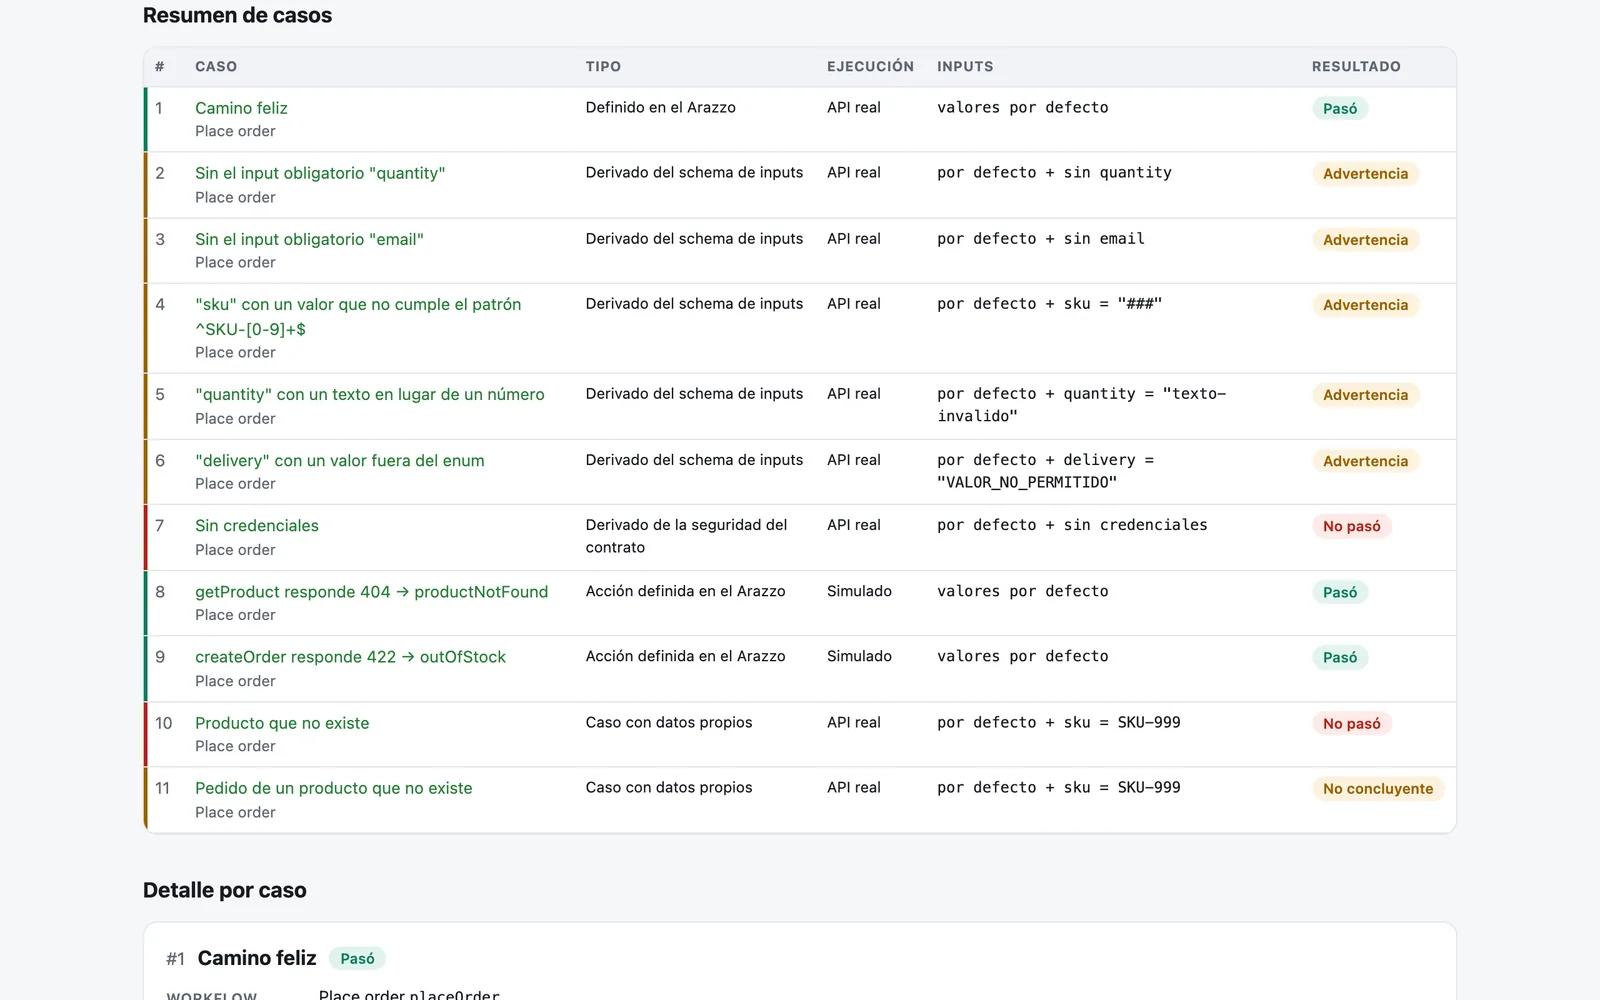 Resumen de casos
# CASO TIPO EJECUCIÓN INPUTS RESULTADO
1 Camino feliz Definido en el Arazzo API real valores por defecto Pasó
Place order
2 Sin el input obligatorio "quantity" Derivado del schema de inputs API real por defecto + sin quantity Advertencia
Place order
3 Sin el input obligatorio "email" Derivado del schema de inputs API real por defecto + sin email Advertencia
Place order
4 "sku" con un valor que no cumple el patrón Derivado del schema de inputs API real por defecto + sku = "###" Advertencia
^SKU-[0-9]+$
Place order
5 "quantity" con un texto en lugar de un número Derivado del schema de inputs API real por defecto + quantity = "texto- Advertencia
Place order invalido"
6 "delivery" con un valor fuera del enum Derivado del schema de inputs API real por defecto + delivery = Advertencia
Place order "VALOR_NO_PERMITIDO"
7 Sin credenciales Derivado de la seguridad del API real por defecto + sin credenciales No pasó
Place order contrato
8 getProduct responde 404 → productNotFound Acción definida en el Arazzo Simulado valores por defecto Pasó
Place order
9 createOrder responde 422 → outOfStock Acción definida en el Arazzo Simulado valores por defecto Pasó
Place order
10 Producto que no existe Caso con datos propios API real por defecto + sku = SKU-999 No pasó
Place order
11 Pedido de un producto que no existe Caso con datos propios API real por defecto + sku = SKU-999 No concluyente
Place order
Detalle por caso
#1 Camino feliz Pasó
WORKFLOW Place order placeOrder